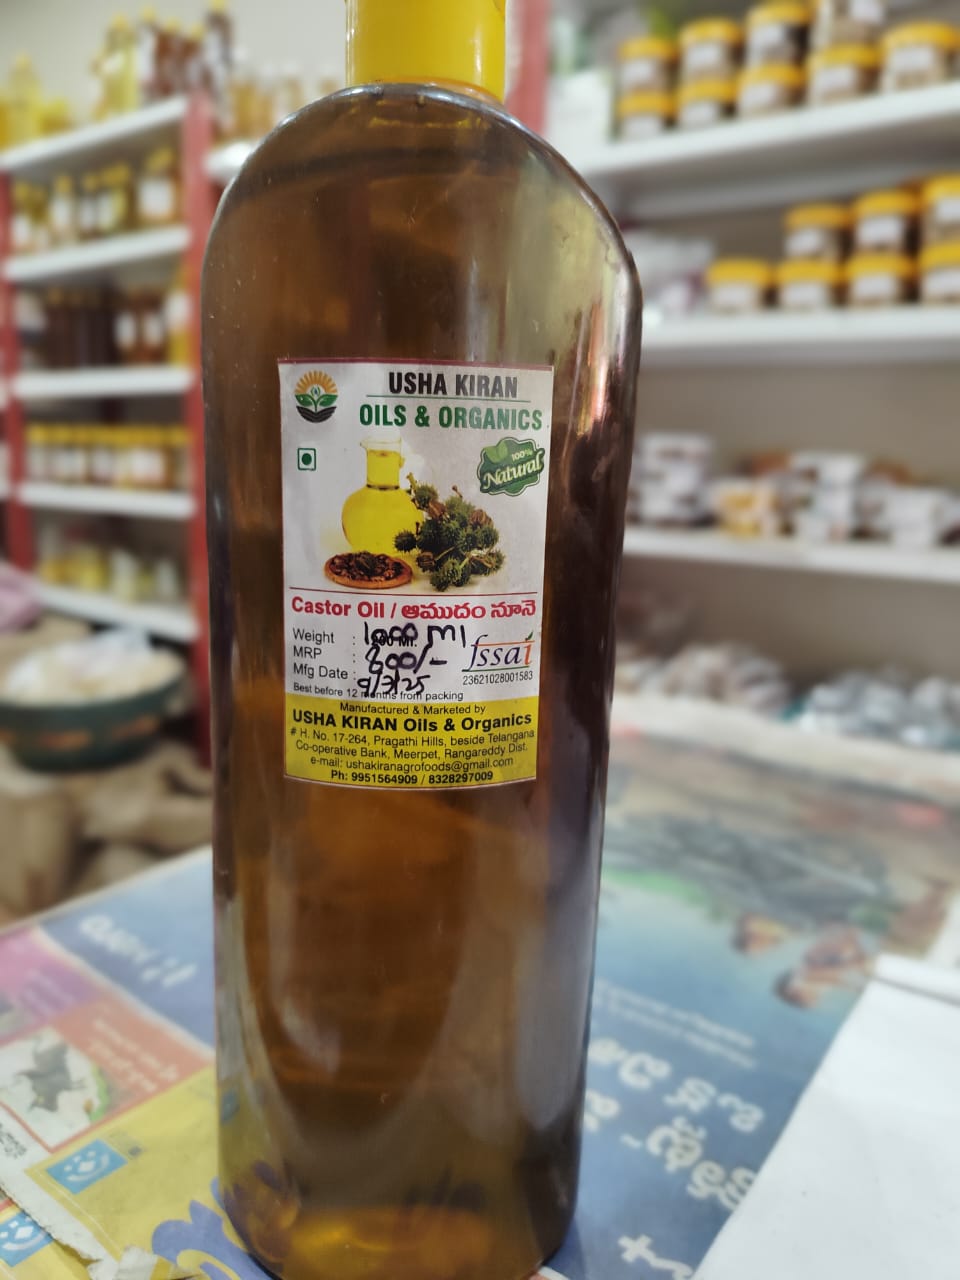 USHA KIRAN
OILS & ORGANICS
100%
Natural
Castor Oil / ఆముదం నూనె
Weight : 1000 ml
MRP : 800/-
fssai
Mfg Date : 9/3/25
23621028001583
Best before 12 months from packing
Manufactured & Marketed by
USHA KIRAN Oils & Organics
# H. No. 17-264, Pragathi Hills, beside Telangana
Co-operative Bank, Meerpet, Rangareddy Dist.
e-mail: ushakiranagrofoods@gmail.com
Ph: 9951564909 / 8328297009